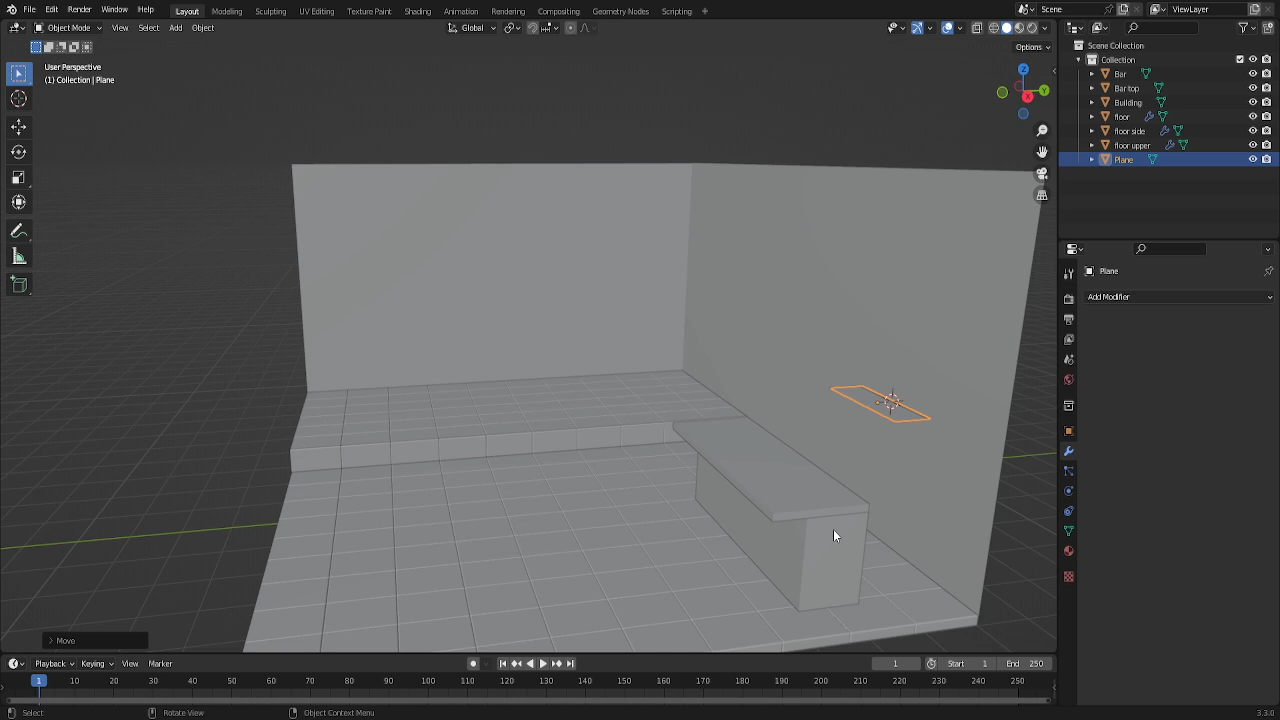 File Edit Render Window Help Layout Modeling Sculpting UV Editing Texture Paint Shading Animation Rendering Compositing Geometry Nodes Scripting + Scene ViewLayer
Object Mode View Select Add Object Global
Options
User Perspective
(1) Collection | Plane
Scene Collection
Collection
Bar
Bar top
Building
floor
floor side
floor upper
Plane
Plane
Add Modifier
Z
Y
X
Move
Playback Keying View Marker 1 Start 1 End 250
1 10 20 30 40 50 60 70 80 90 100 110 120 130 140 150 160 170 180 190 200 210 220 230 240 250
Select Rotate View Object Context Menu 3.3.0